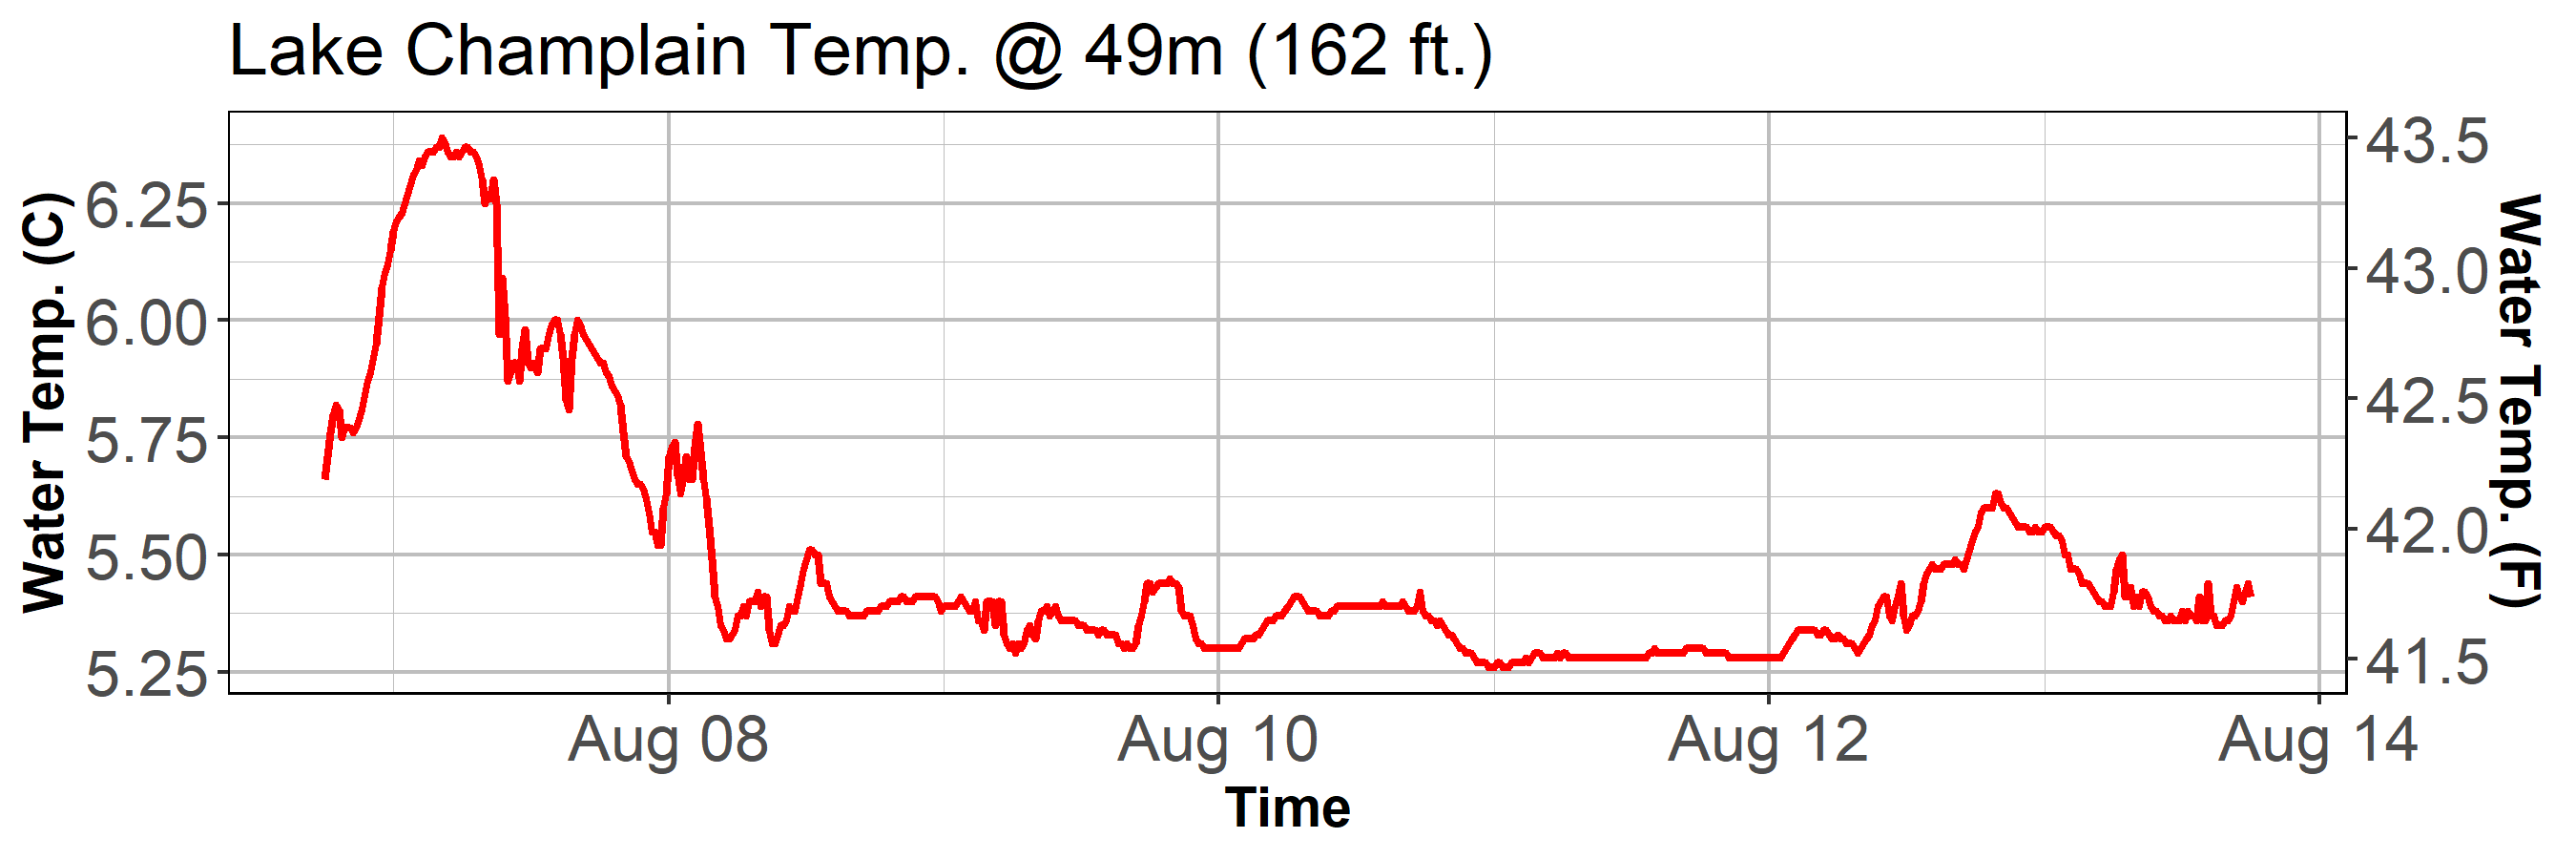 Lake Champlain Temp. @ 49m (162 ft.)
Water Temp. (C)
6.25
6.00
5.75
5.50
5.25
43.5
43.0
42.5
42.0
41.5
Water Temp. (F)
Aug 08
Aug 10
Aug 12
Aug 14
Time